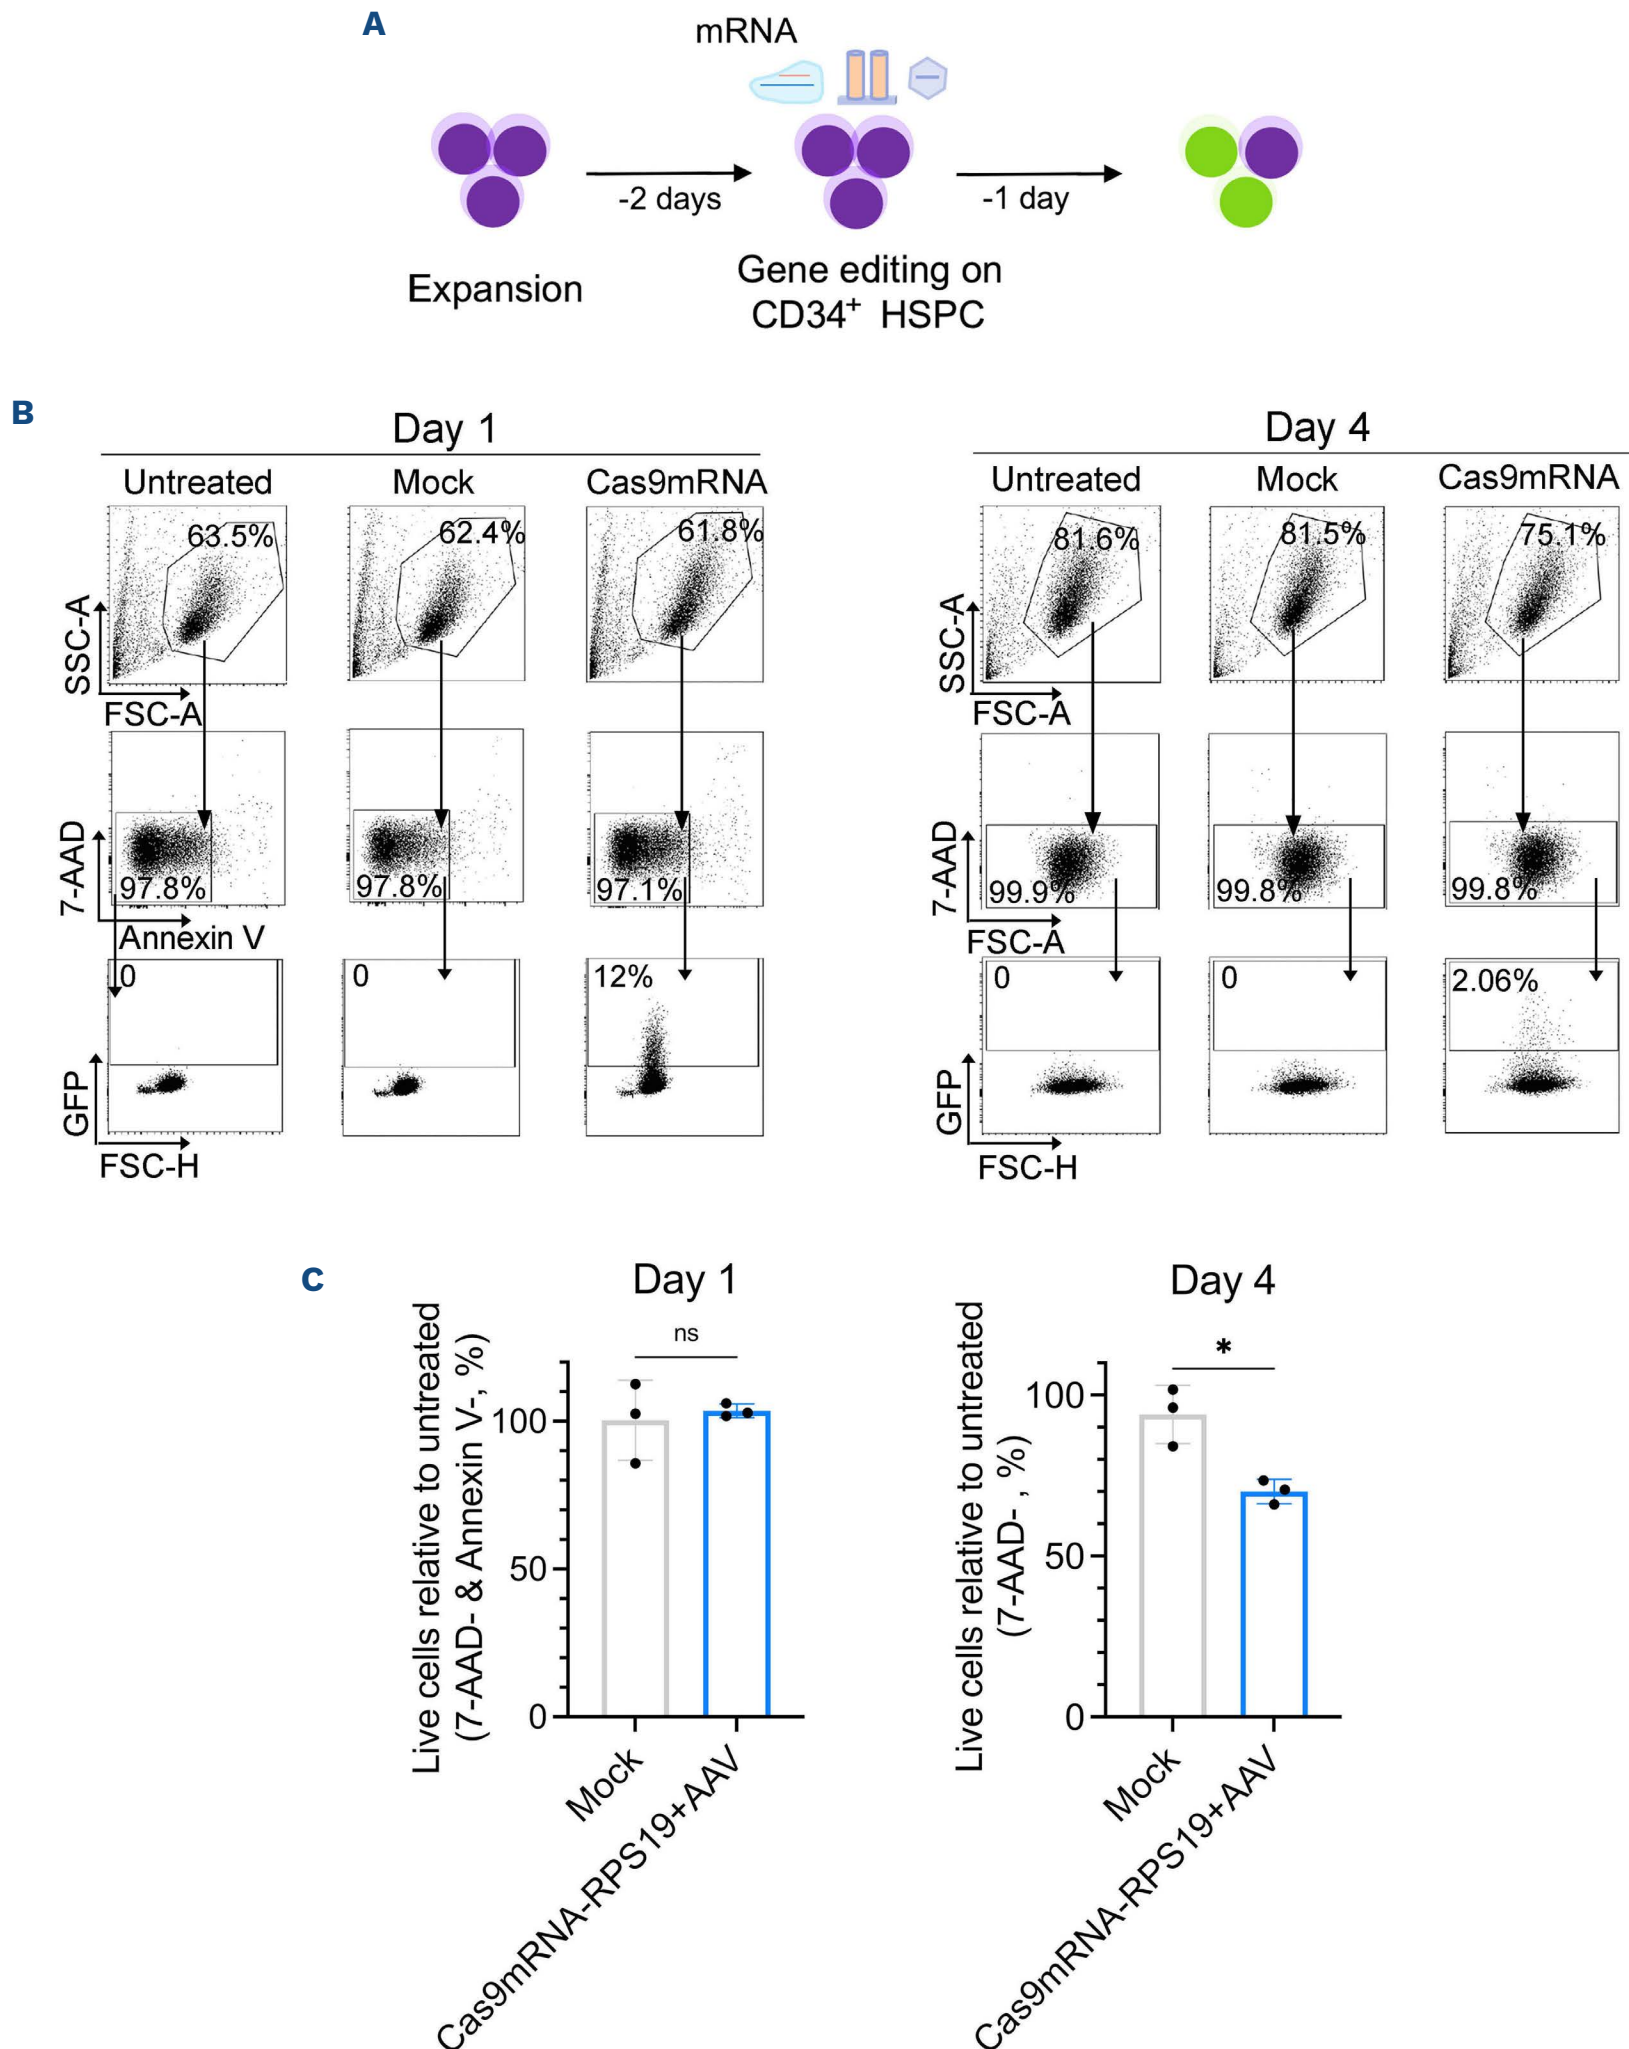 A
mRNA
-2 days
-1 day
Expansion
Gene editing on
CD34+ HSPC
B
Day 1
Untreated
Mock
Cas9mRNA
63.5%
62.4%
61.8%
SSC-A
FSC-A
97.8%
97.8%
97.1%
7-AAD
Annexin V
0
0
12%
GFP
FSC-H
Day 4
Untreated
Mock
Cas9mRNA
81.6%
81.5%
75.1%
SSC-A
FSC-A
99.9%
99.8%
99.8%
7-AAD
FSC-A
0
0
2.06%
GFP
FSC-H
C
Day 1
ns
Live cells relative to untreated
(7-AAD- & Annexin V-, %)
100
50
0
Mock
Cas9mRNA-RPS19+AAV
Day 4
*
Live cells relative to untreated
(7-AAD- , %)
100
50
0
Mock
Cas9mRNA-RPS19+AAV